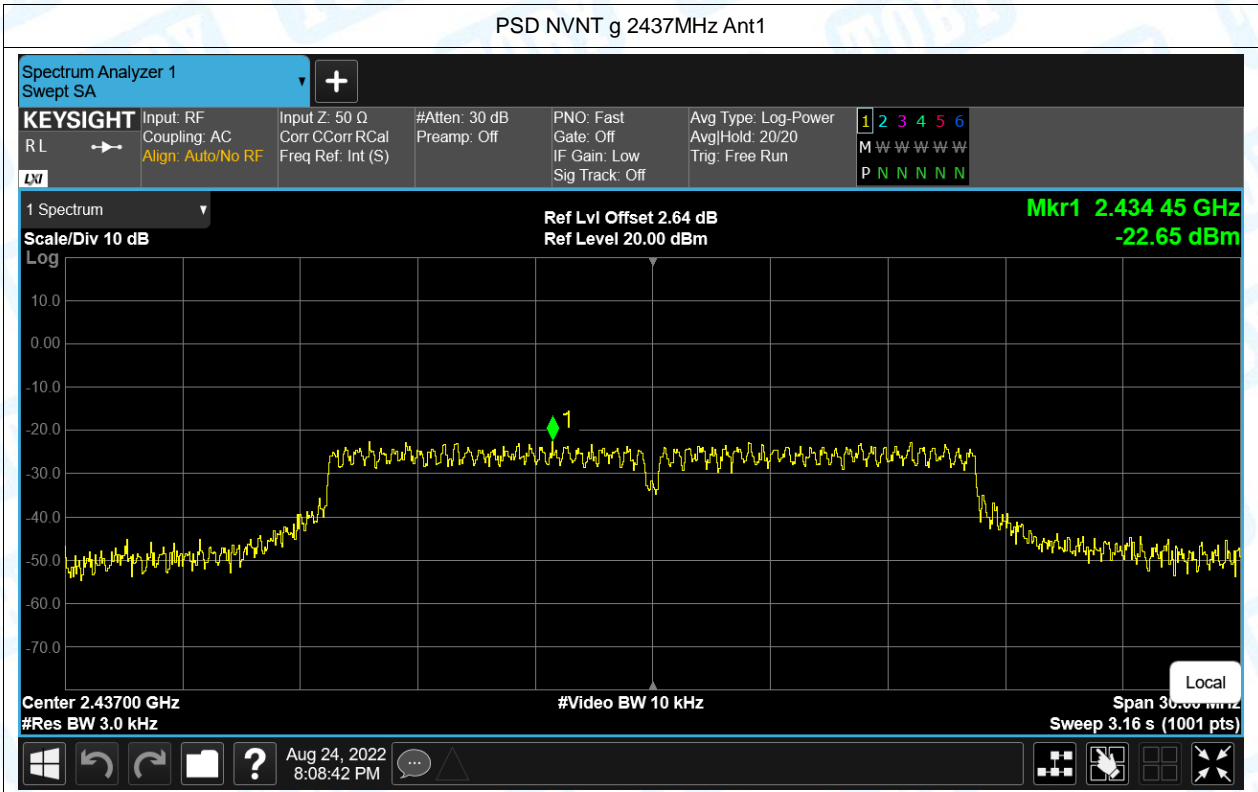 PSD NVNT g 2437MHz Ant1
Spectrum Analyzer 1
Swept SA
KEYSIGHT
RL
LXI
Input: RF
Coupling: AC
Align: Auto/No RF
Input Z: 50 Ω
Corr CCorr RCal
Freq Ref: Int (S)
#Atten: 30 dB
Preamp: Off
PNO: Fast
Gate: Off
IF Gain: Low
Sig Track: Off
Avg Type: Log-Power
Avg|Hold: 20/20
Trig: Free Run
1 2 3 4 5 6
M W W W W W W
P N N N N N
1 Spectrum
Scale/Div 10 dB
Ref Lvl Offset 2.64 dB
Ref Level 20.00 dBm
Mkr1 2.434 45 GHz
-22.65 dBm
Log
10.0
0.00
-10.0
-20.0
-30.0
-40.0
-50.0
-60.0
-70.0
1
Center 2.43700 GHz
#Res BW 3.0 kHz
#Video BW 10 kHz
Local
Span 30.00 MHz
Sweep 3.16 s (1001 pts)
? Aug 24, 2022
8:08:42 PM